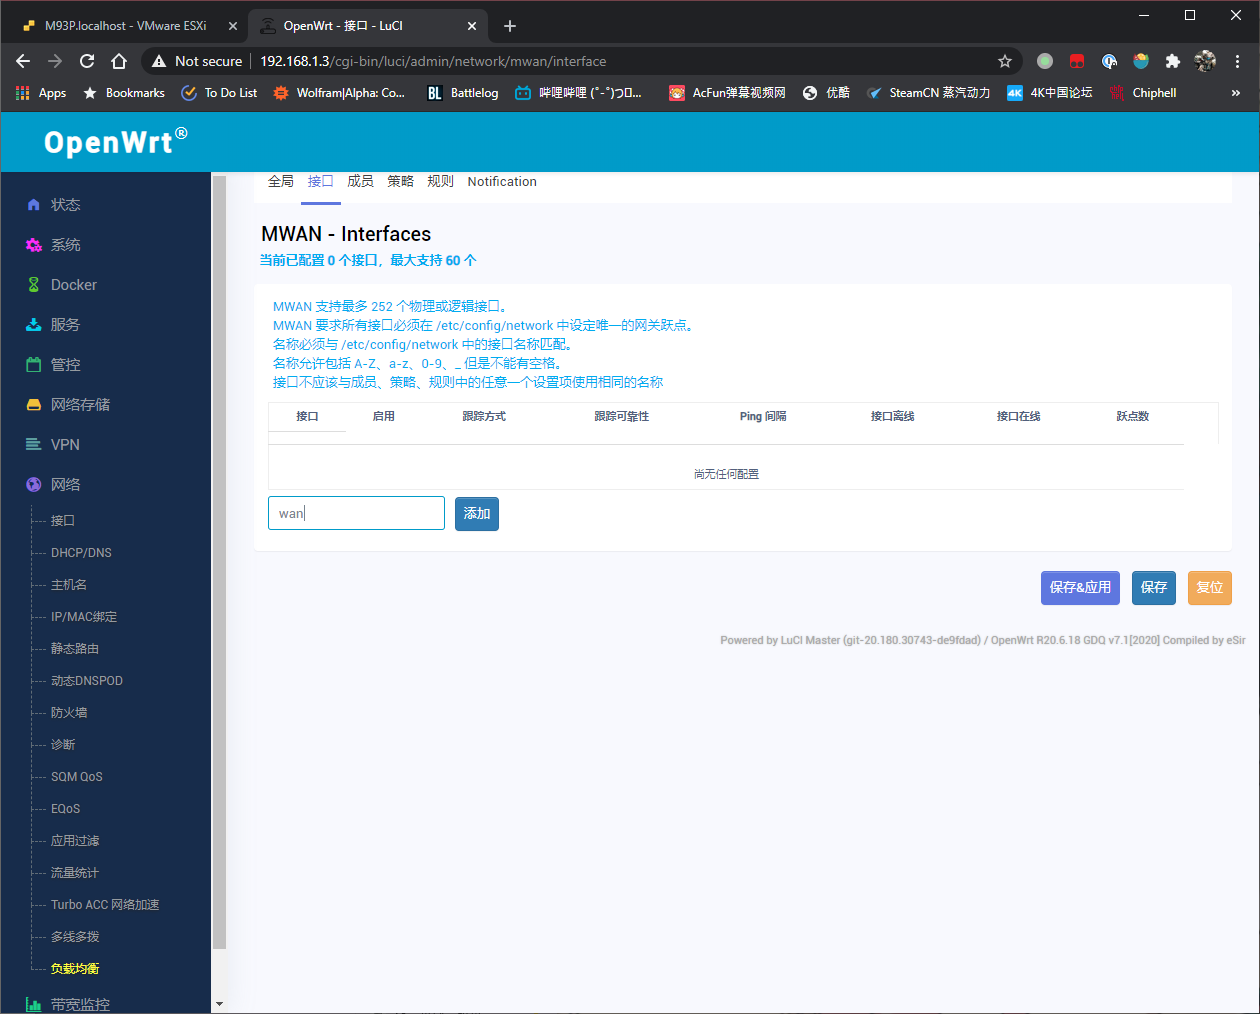 M93P.localhost - VMware ESXi
OpenWrt - 接口 - LuCI
Not secure
192.168.1.3/cgi-bin/luci/admin/network/mwan/interface
Apps
Bookmarks
To Do List
Wolfram|Alpha: Co...
BL Battlelog
AcFun弹幕视频网
优酷
SteamCN 蒸汽动力
4K 4K中国论坛
Chiphell
»
OpenWrt®
全局 接口 成员 策略 规则 Notification
状态
系统
Docker
服务
管控
网络存储
VPN
网络
接口
DHCP/DNS
主机名
IP/MAC绑定
静态路由
动态DNSPOD
防火墙
诊断
SQM QoS
EQoS
应用过滤
流量统计
Turbo ACC 网络加速
多线多拨
负载均衡
带宽监控
MWAN - Interfaces
当前已配置 0 个接口，最大支持 60 个
MWAN 支持最多 252 个物理或逻辑接口。
MWAN 要求所有接口必须在 /etc/config/network 中设定唯一的网关跃点。
名称必须与 /etc/config/network 中的接口名称匹配。
名称允许包括 A-Z、a-z、0-9、_ 但是不能有空格。
接口不应该与成员、策略、规则中的任意一个设置项使用相同的名称
接口 启用 跟踪方式 跟踪可靠性 Ping 间隔 接口离线 接口在线 跃点数
尚无任何配置
wan 添加
保存&应用 保存 复位
Powered by LuCI Master (git-20.180.30743-de9fdad) / OpenWrt R20.6.18 GDQ v7.1[2020] Compiled by eSir